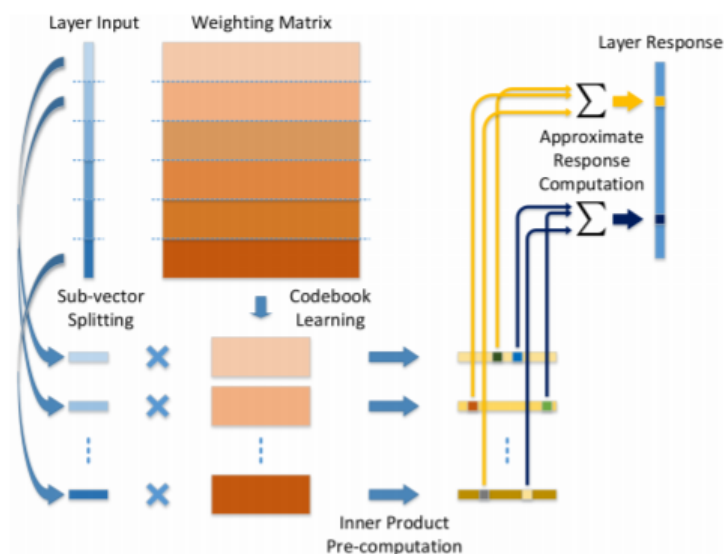 Layer Input
Weighting Matrix
Layer Response
Σ
Approximate
Response
Computation
Σ
Sub-vector
Splitting
Codebook
Learning
Inner Product
Pre-computation